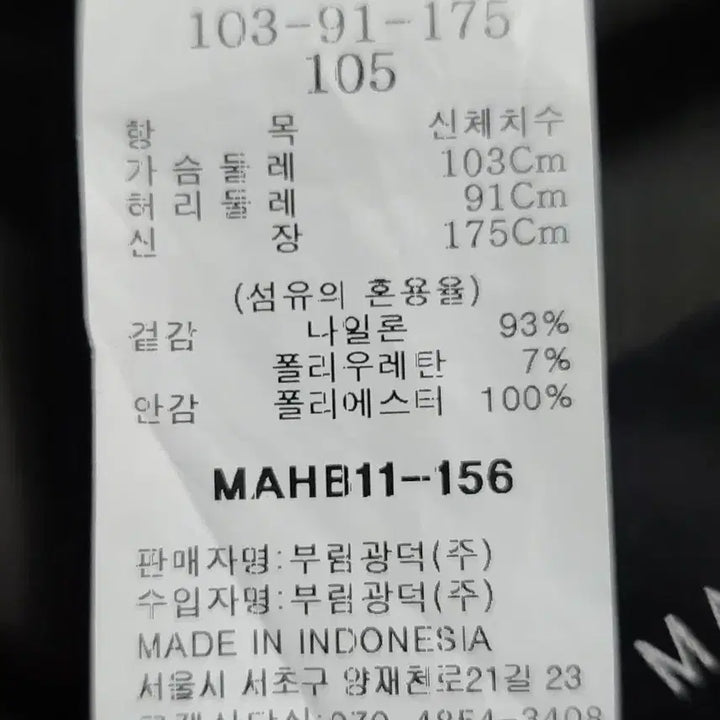 103-91-175
105
항 목 신체치수
가슴둘레 103Cm
허리둘레 91Cm
신 장 175Cm
(섬유의 혼용율)
겉감 나일론 93%
폴리우레탄 7%
안감 폴리에스터 100%
MAHB11-156
판매자명:부림광덕(주)
수입자명:부림광덕(주)
MADE IN INDONESIA
서울시 서초구 양재천로21길 23